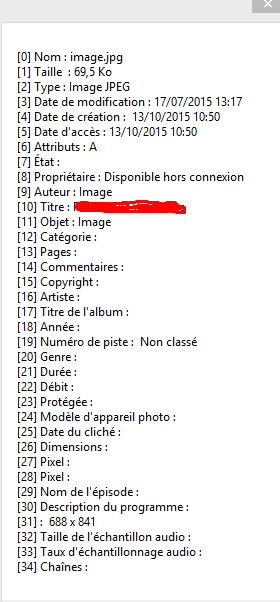 [0] Nom : image.jpg
[1] Taille : 69,5 Ko
[2] Type : Image JPEG
[3] Date de modification : 17/07/2015 13:17
[4] Date de création : 13/10/2015 10:50
[5] Date d'accès : 13/10/2015 10:50
[6] Attributs : A
[7] État :
[8] Propriétaire : Disponible hors connexion
[9] Auteur : Image
[10] Titre :
[11] Objet : Image
[12] Catégorie :
[13] Pages :
[14] Commentaires :
[15] Copyright :
[16] Artiste :
[17] Titre de l'album :
[18] Année :
[19] Numéro de piste : Non classé
[20] Genre :
[21] Durée :
[22] Débit :
[23] Protégée :
[24] Modèle d'appareil photo :
[25] Date du cliché :
[26] Dimensions :
[27] Pixel :
[28] Pixel :
[29] Nom de l'épisode :
[30] Description du programme :
[31] : 688 x 841
[32] Taille de l'échantillon audio :
[33] Taux d'échantillonnage audio :
[34] Chaînes :